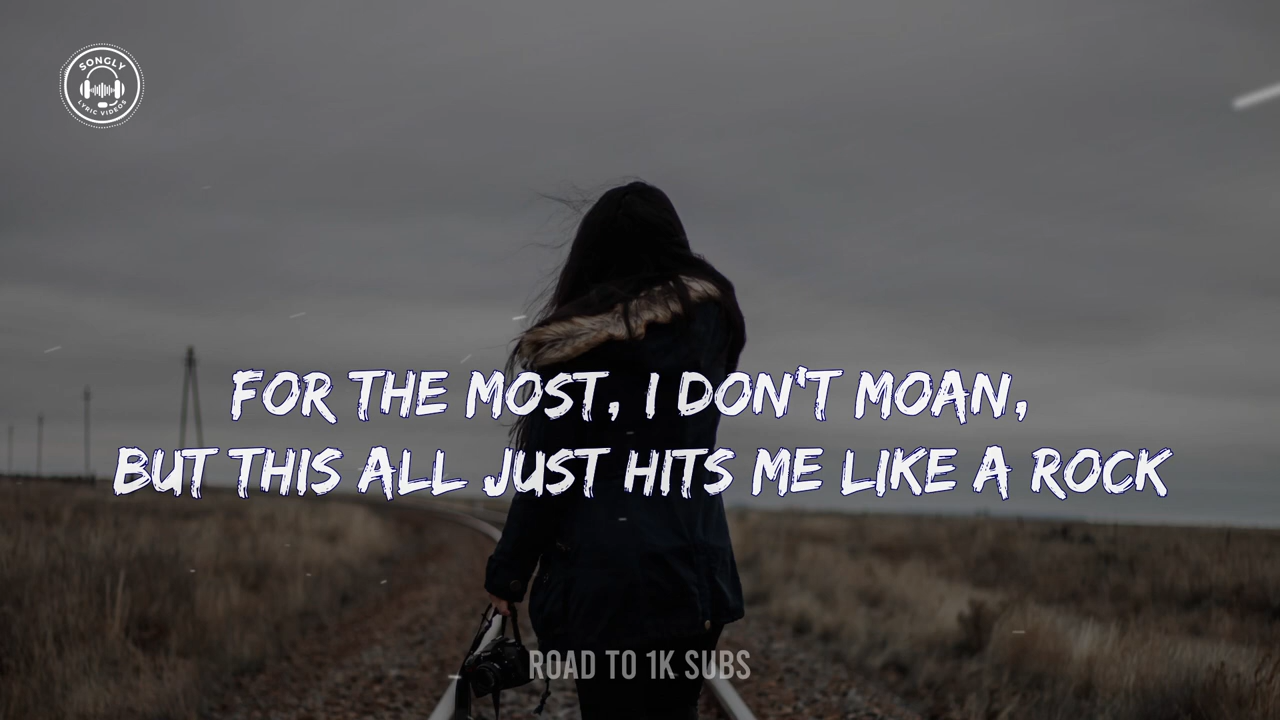 SONGLY
LYRIC VIDEOS
FOR THE MOST, I DON'T MOAN,
BUT THIS ALL JUST HITS ME LIKE A ROCK
ROAD TO 1K SUBS